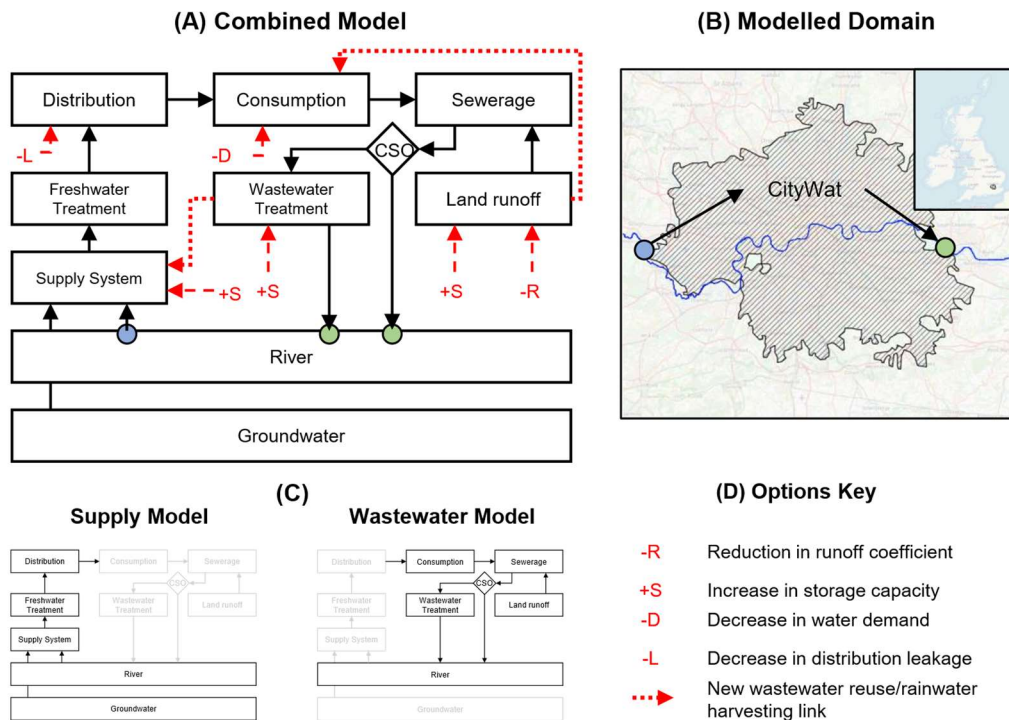 (A) Combined Model
Distribution
Consumption
Sewerage
-L
-D
CSO
Freshwater
Treatment
Wastewater
Treatment
Land runoff
Supply System
+S
+S
+S
-R
River
Groundwater
(B) Modelled Domain
CityWat
(C)
Supply Model
Distribution
Consumption
Sewerage
CSO
Freshwater
Treatment
Wastewater
Treatment
Land runoff
Supply System
River
Groundwater
Wastewater Model
Distribution
Consumption
Sewerage
CSO
Freshwater
Treatment
Wastewater
Treatment
Land runoff
Supply System
River
Groundwater
(D) Options Key
-R Reduction in runoff coefficient
+S Increase in storage capacity
-D Decrease in water demand
-L Decrease in distribution leakage
New wastewater reuse/rainwater
harvesting link